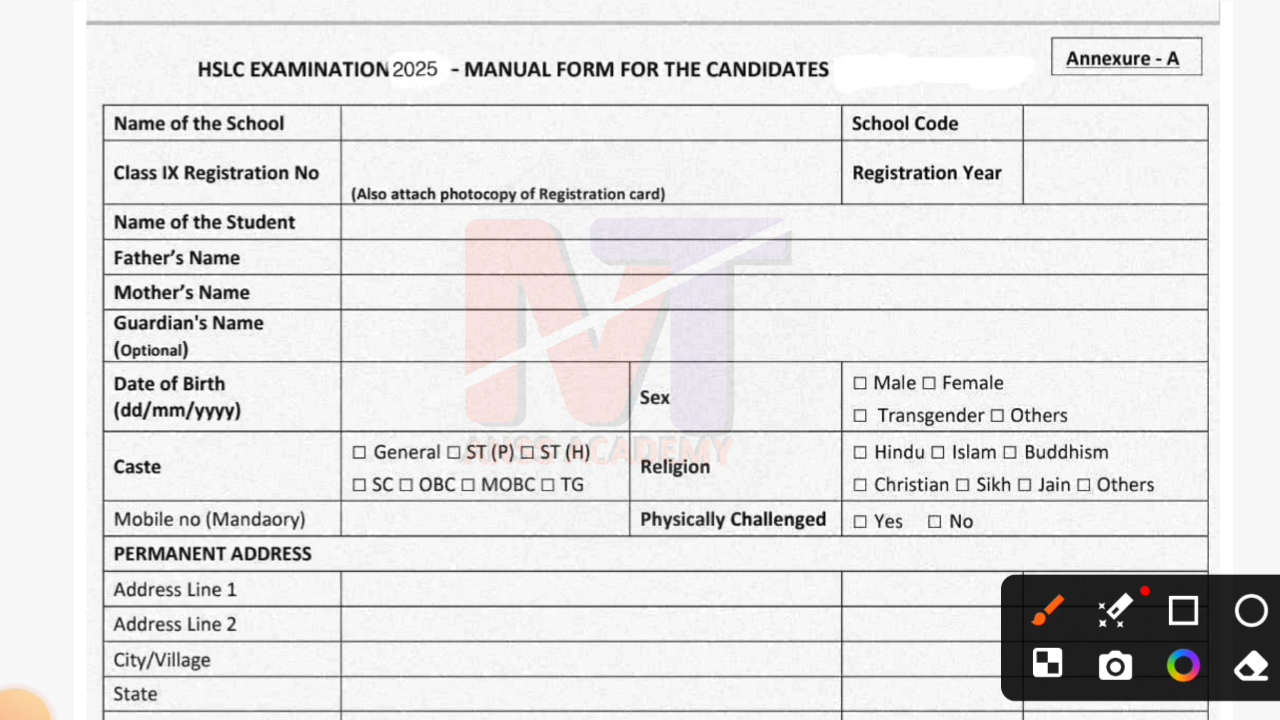 HSLC EXAMINATION 2025 - MANUAL FORM FOR THE CANDIDATES
Annexure - A
Name of the School
School Code
Class IX Registration No
(Also attach photocopy of Registration card)
Registration Year
Name of the Student
Father's Name
Mother's Name
Guardian's Name
(Optional)
Date of Birth
(dd/mm/yyyy)
Sex
☐ Male ☐ Female
☐ Transgender ☐ Others
Caste
☐ General ☐ ST (P) ☐ ST (H)
☐ SC ☐ OBC ☐ MOBC ☐ TG
Religion
☐ Hindu ☐ Islam ☐ Buddhism
☐ Christian ☐ Sikh ☐ Jain ☐ Others
Mobile no (Mandaory)
Physically Challenged
☐ Yes ☐ No
PERMANENT ADDRESS
Address Line 1
Address Line 2
City/Village
State